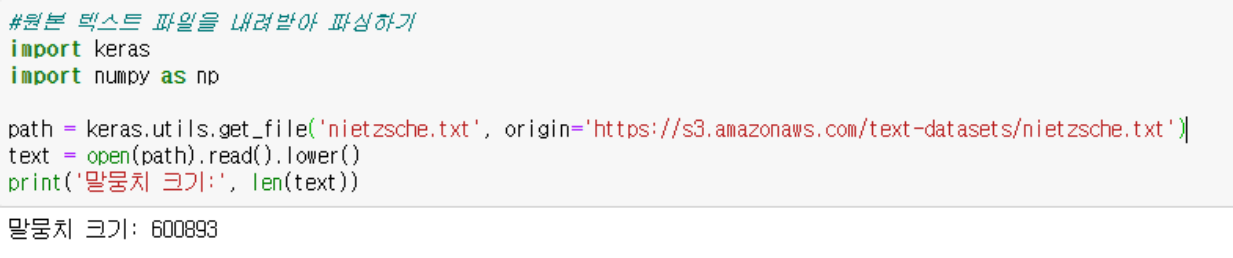 #원본 텍스트 파일을 내려받아 파싱하기
import keras
import numpy as np
path = keras.utils.get_file('nietzsche.txt', origin='https://s3.amazonaws.com/text-datasets/nietzsche.txt')
text = open(path).read().lower()
print('말뭉치 크기:', len(text))
말뭉치 크기: 600893